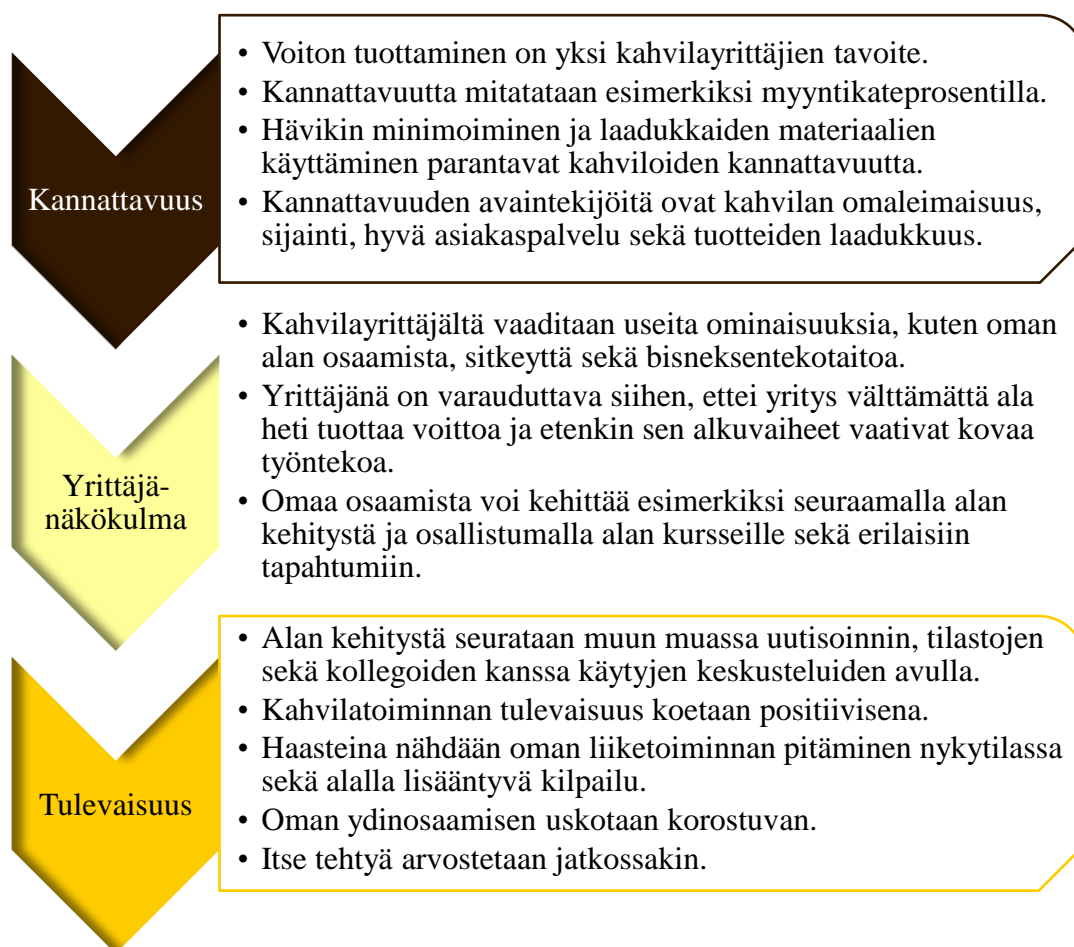 Kannattavuus
• Voiton tuottaminen on yksi kahvilayrittäjien tavoite.
• Kannattavuutta mitatataan esimerkiksi myyntikateprosentilla.
• Hävikin minimoiminen ja laadukkaiden materiaalien
käyttäminen parantavat kahviloiden kannattavuutta.
• Kannattavuuden avaintekijöitä ovat kahvilan omaleimaisuus,
sijainti, hyvä asiakaspalvelu sekä tuotteiden laadukkuus.
Yrittäjä-
näkökulma
• Kahvilayrittäjältä vaaditaan useita ominaisuuksia, kuten oman
alan osaamista, sitkeyttä sekä bisneksentekotaitoa.
• Yrittäjänä on varauduttava siihen, ettei yritys välttämättä ala
heti tuottaa voittoa ja etenkin sen alkuvaiheet vaativat kovaa
työntekoa.
• Omaa osaamista voi kehittää esimerkiksi seuraamalla alan
kehitystä ja osallistumalla alan kursseille sekä erilaisiin
tapahtumiin.
Tulevaisuus
• Alan kehitystä seurataan muun muassa uutisoinnin, tilastojen
sekä kollegoiden kanssa käytyjen keskusteluiden avulla.
• Kahvilatoiminnan tulevaisuus koetaan positiivisena.
• Haasteina nähdään oman liiketoiminnan pitäminen nykytilassa
sekä alalla lisääntyvä kilpailu.
• Oman ydinosaamisen uskotaan korostuvan.
• Itse tehtyä arvostetaan jatkossakin.